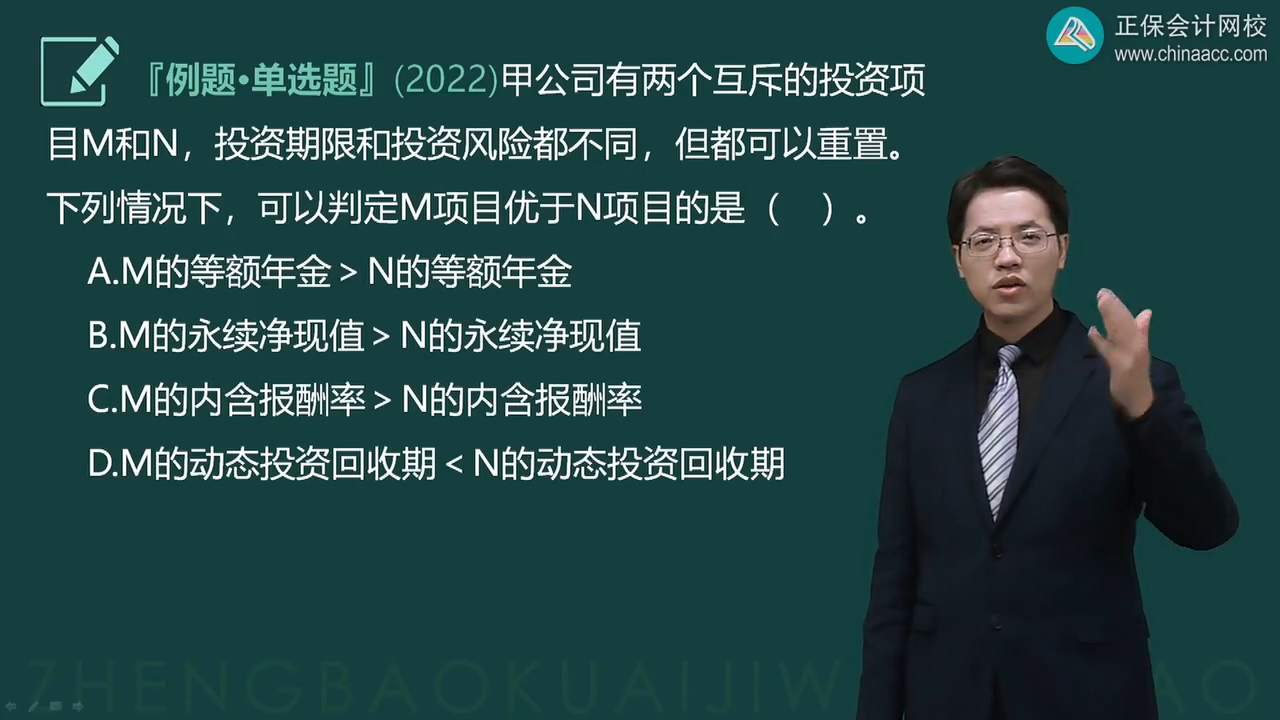 正保会计网校
www.chinaacc.com
『例题•单选题』(2022)甲公司有两个互斥的投资项
目M和N，投资期限和投资风险都不同，但都可以重置。
下列情况下，可以判定M项目优于N项目的是（　）。
A.M的等额年金＞N的等额年金
B.M的永续净现值＞N的永续净现值
C.M的内含报酬率＞N的内含报酬率
D.M的动态投资回收期＜N的动态投资回收期
ZHENGBAOKUAIJIW AO